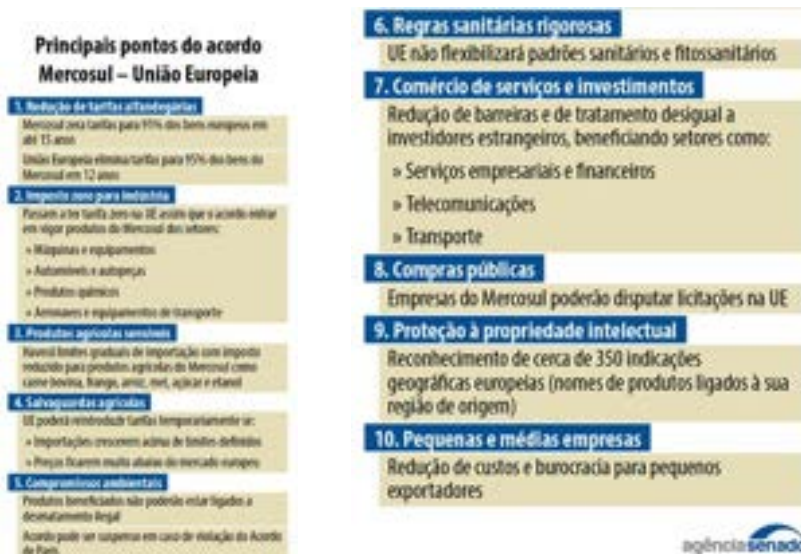 Principais pontos do acordo
Mercosul – União Europeia
1. Redução de tarifas alfandegárias
Mercosul zera tarifas para 91% dos bens europeus em
até 15 anos
União Europeia elimina tarifas para 95% dos bens do
Mercosul em 12 anos
2. Imposto zero para indústria
Passam a ter tarifa zero na UE assim que o acordo entrar
em vigor produtos do Mercosul dos setores:
» Máquinas e equipamentos
» Automóveis e autopeças
» Produtos químicos
» Aeronaves e equipamentos de transporte
3. Produtos agrícolas sensíveis
Haverá limites graduais de importação com imposto
reduzido para produtos agrícolas do Mercosul como
carne bovina, frango, arroz, mel, açúcar e etanol
4. Salvaguardas agrícolas
UE poderá reintroduzir tarifas temporariamente se:
» Importações crescerem acima de limites definidos
» Preços ficarem muito abaixo do mercado europeu
5. Compromissos ambientais
Produtos beneficiados não poderão estar ligados a
desmatamento ilegal
Acordo pode ser suspenso em caso de violação do Acordo
de Paris
6. Regras sanitárias rigorosas
UE não flexibilizará padrões sanitários e fitossanitários
7. Comércio de serviços e investimentos
Redução de barreiras e de tratamento desigual a
investidores estrangeiros, beneficiando setores como:
» Serviços empresariais e financeiros
» Telecomunicações
» Transporte
8. Compras públicas
Empresas do Mercosul poderão disputar licitações na UE
9. Proteção à propriedade intelectual
Reconhecimento de cerca de 350 indicações
geográficas europeias (nomes de produtos ligados à sua
região de origem)
10. Pequenas e médias empresas
Redução de custos e burocracia para pequenos
exportadores
agênciasenado